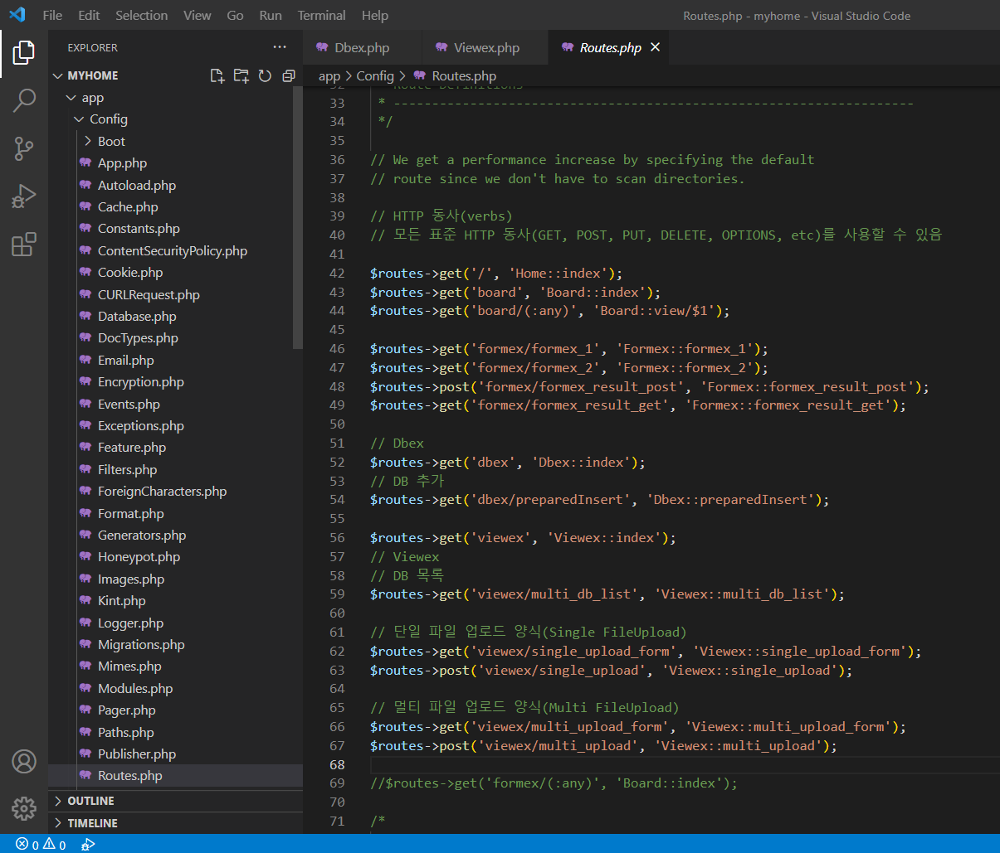 File Edit Selection View Go Run Terminal Help
Routes.php - myhome - Visual Studio Code
EXPLORER
MYHOME
app
Config
Boot
App.php
Autoload.php
Cache.php
Constants.php
ContentSecurityPolicy.php
Cookie.php
CURLRequest.php
Database.php
DocTypes.php
Email.php
Encryption.php
Events.php
Exceptions.php
Feature.php
Filters.php
ForeignCharacters.php
Format.php
Generators.php
Honeypot.php
Images.php
Kint.php
Logger.php
Migrations.php
Mimes.php
Modules.php
Pager.php
Paths.php
Publisher.php
Routes.php
OUTLINE
TIMELINE
Dbex.php Viewex.php Routes.php
app > Config > Routes.php
32 * Route Definitions
33 * --------------------------------------------------------------------
34 */
35
36 // We get a performance increase by specifying the default
37 // route since we don't have to scan directories.
38
39 // HTTP 동사(verbs)
40 // 모든 표준 HTTP 동사(GET, POST, PUT, DELETE, OPTIONS, etc)를 사용할 수 있음
41
42 $routes->get('/', 'Home::index');
43 $routes->get('board', 'Board::index');
44 $routes->get('board/(:any)', 'Board::view/$1');
45
46 $routes->get('formex/formex_1', 'Formex::formex_1');
47 $routes->get('formex/formex_2', 'Formex::formex_2');
48 $routes->post('formex/formex_result_post', 'Formex::formex_result_post');
49 $routes->get('formex/formex_result_get', 'Formex::formex_result_get');
50
51 // Dbex
52 $routes->get('dbex', 'Dbex::index');
53 // DB 추가
54 $routes->get('dbex/preparedInsert', 'Dbex::preparedInsert');
55
56 $routes->get('viewex', 'Viewex::index');
57 // Viewex
58 // DB 목록
59 $routes->get('viewex/multi_db_list', 'Viewex::multi_db_list');
60
61 // 단일 파일 업로드 양식(Single FileUpload)
62 $routes->get('viewex/single_upload_form', 'Viewex::single_upload_form');
63 $routes->post('viewex/single_upload', 'Viewex::single_upload');
64
65 // 멀티 파일 업로드 양식(Multi FileUpload)
66 $routes->get('viewex/multi_upload_form', 'Viewex::multi_upload_form');
67 $routes->post('viewex/multi_upload', 'Viewex::multi_upload');
68
69 //$routes->get('formex/(:any)', 'Board::index');
70
71 /*
0 0